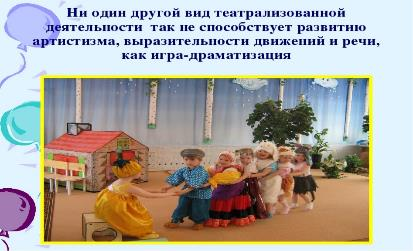 Ни один другой вид театрализованной
деятельности так не способствует развитию
артистизма, выразительности движений и речи,
как игра-драматизация